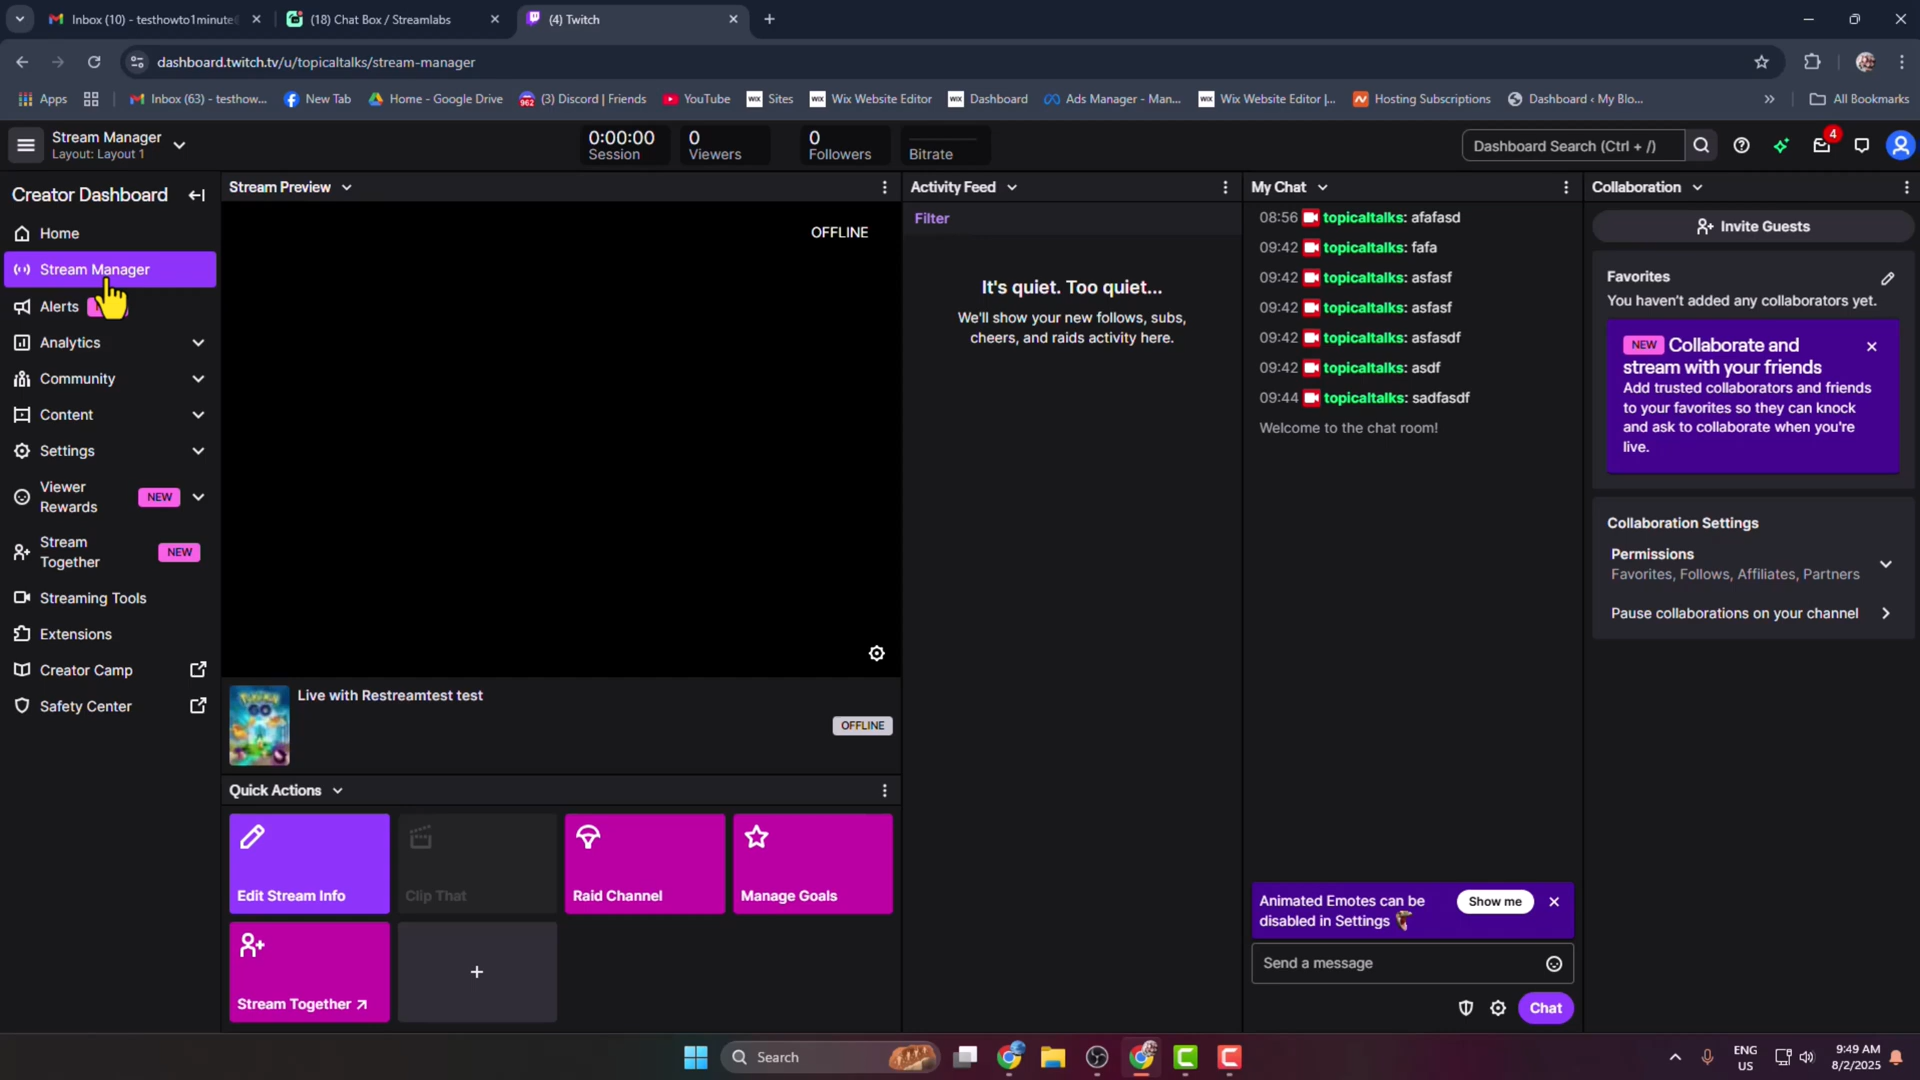 Inbox (10) - testhowto1minute
(18) Chat Box / Streamlabs
(4) Twitch
dashboard.twitch.tv/u/topicaltalks/stream-manager
Apps
Inbox (63) - testhow...
New Tab
Home - Google Drive
962
(3) Discord | Friends
YouTube
WIX
Sites
WIX
Wix Website Editor
WIX
Dashboard
Ads Manager - Man...
WIX
Wix Website Editor |...
Hosting Subscriptions
Dashboard ‹ My Blo...
»
All Bookmarks
Stream Manager
Layout: Layout 1
0:00:00
Session
0
Viewers
0
Followers
Bitrate
Dashboard Search (Ctrl + /)
4
Creator Dashboard
Home
Stream Manager
Alerts
Analytics
Community
Content
Settings
Viewer
Rewards
NEW
Stream
Together
NEW
Streaming Tools
Extensions
Creator Camp
Safety Center
Stream Preview
OFFLINE
Live with Restreamtest test
OFFLINE
Quick Actions
Edit Stream Info
Clip That
Raid Channel
Manage Goals
Stream Together
+
Activity Feed
Filter
It's quiet. Too quiet...
We'll show your new follows, subs,
cheers, and raids activity here.
My Chat
08:56 topicaltalks: afafasd
09:42 topicaltalks: fafa
09:42 topicaltalks: asfasf
09:42 topicaltalks: asfasf
09:42 topicaltalks: asfasdf
09:42 topicaltalks: asdf
09:44 topicaltalks: sadfasdf
Welcome to the chat room!
Animated Emotes can be
disabled in Settings
Show me
Send a message
Chat
Collaboration
Invite Guests
Favorites
You haven't added any collaborators yet.
NEW Collaborate and
stream with your friends
Add trusted collaborators and friends
to your favorites so they can knock
and ask to collaborate when you're
live.
Collaboration Settings
Permissions
Favorites, Follows, Affiliates, Partners
Pause collaborations on your channel
Search
ENG
US
9:49 AM
8/2/2025